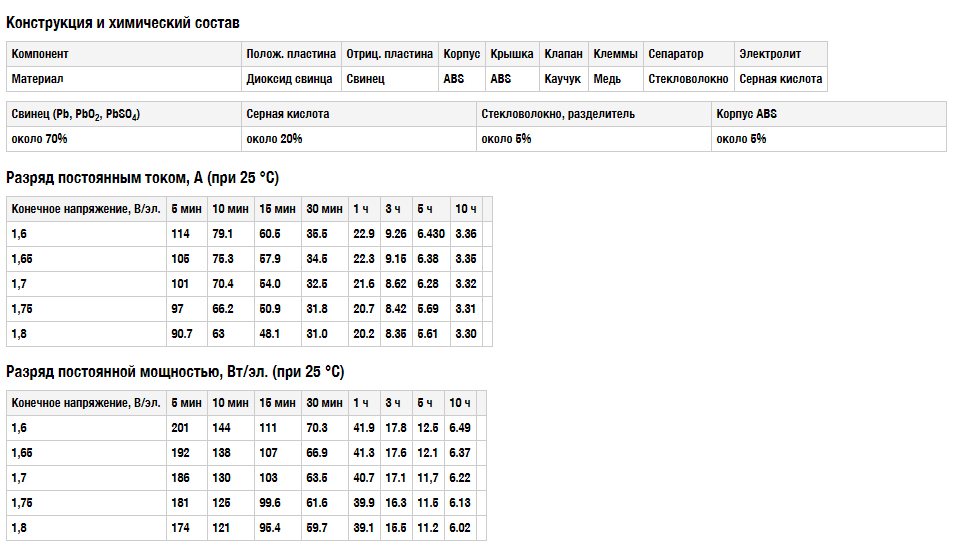 Конструкция и химический состав
Компонент Полож. пластина Отриц. пластина Корпус Крышка Клапан Клеммы Сепаратор Электролит
Материал Диоксид свинца Свинец ABS ABS Каучук Медь Стекловолокно Серная кислота
Свинец (Pb, PbO2, PbSO4) Серная кислота Стекловолокно, разделитель Корпус ABS
около 70% около 20% около 5% около 5%
Разряд постоянным током, А (при 25 °C)
Конечное напряжение, В/эл. 5 мин 10 мин 15 мин 30 мин 1 ч 3 ч 5 ч 10 ч
1,6 114 79.1 60.5 35.5 22.9 9.26 6.430 3.36
1,65 105 75.3 57.9 34.5 22.3 9.15 6.38 3.35
1,7 101 70.4 54.0 32.5 21.6 8.62 6.28 3.32
1,75 97 66.2 50.9 31.8 20.7 8.42 5.69 3.31
1,8 90.7 63 48.1 31.0 20.2 8.35 5.61 3.30
Разряд постоянной мощностью, Вт/эл. (при 25 °C)
Конечное напряжение, В/эл. 5 мин 10 мин 15 мин 30 мин 1 ч 3 ч 5 ч 10 ч
1,6 201 144 111 70.3 41.9 17.8 12.5 6.49
1,65 192 138 107 66.9 41.3 17.6 12.1 6.37
1,7 186 130 103 63.5 40.7 17.1 11,7 6.22
1,75 181 125 99.6 61.6 39.9 16.3 11.5 6.13
1,8 174 121 95.4 59.7 39.1 15.5 11.2 6.02